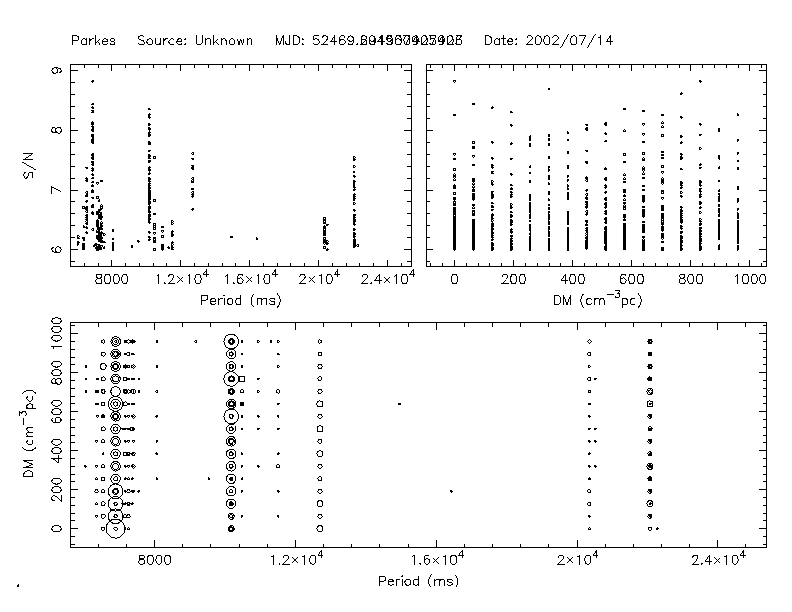 Parkes Source: Unknown MJD: Date: 2002/07/14
S/N
9
8
7
6
8000 1.2×10⁴ 1.6×10⁴ 2×10⁴ 2.4×10⁴
Period (ms)
0 200 400 600 800 1000
DM (cm⁻³pc)
DM (cm⁻³pc)
1000
800
600
400
200
0
8000 1.2×10⁴ 1.6×10⁴ 2×10⁴ 2.4×10⁴
Period (ms)